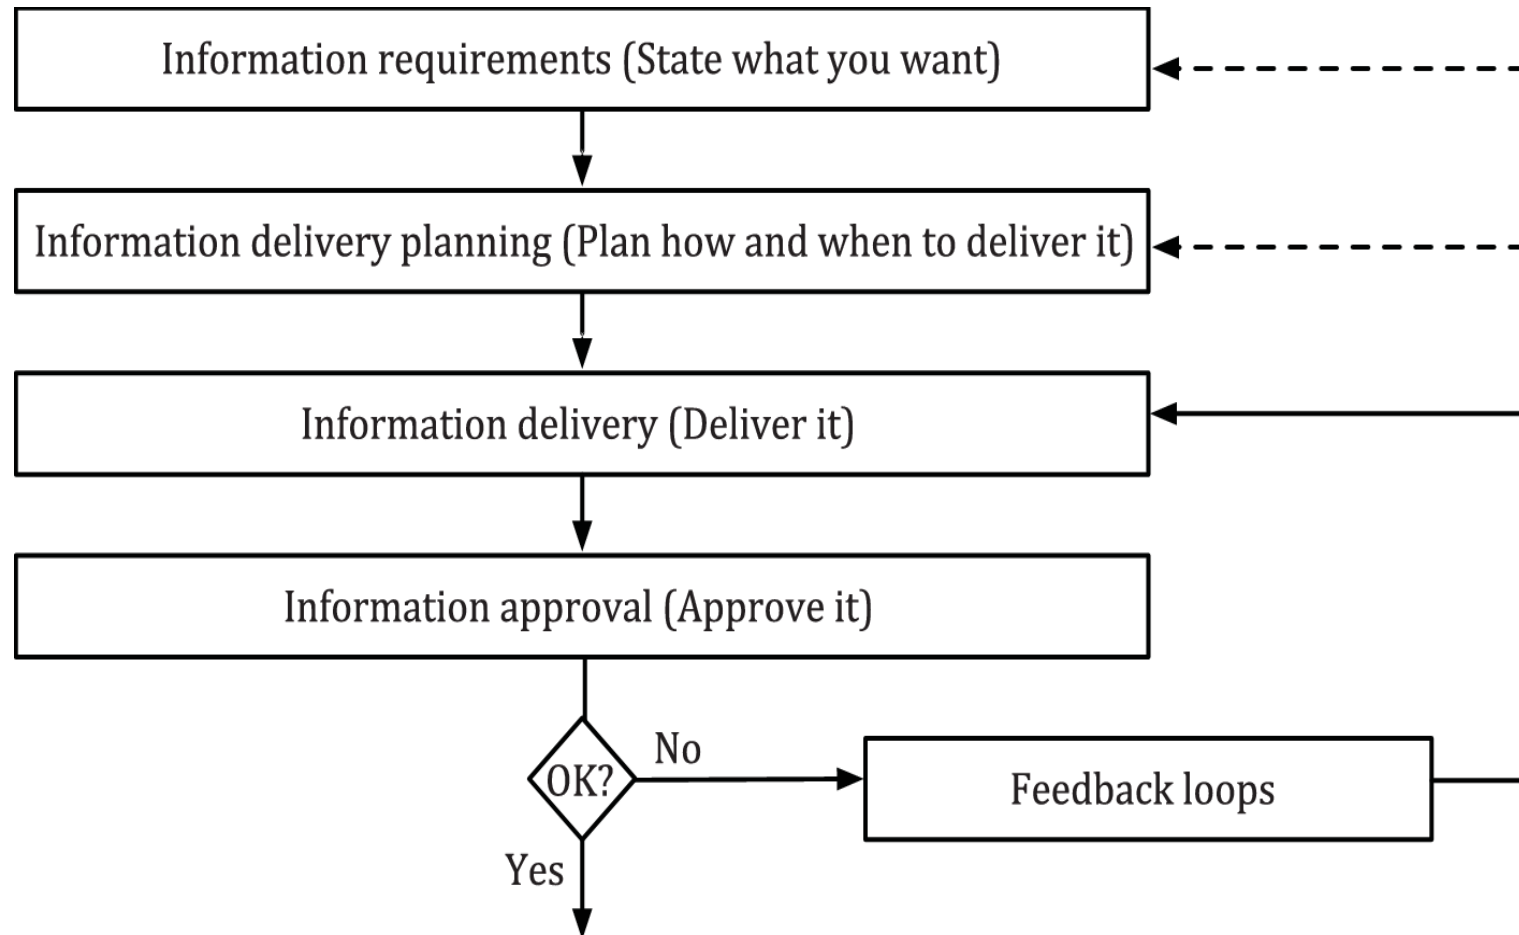 Information requirements (State what you want)
Information delivery planning (Plan how and when to deliver it)
Information delivery (Deliver it)
Information approval (Approve it)
OK?
No
Feedback loops
Yes